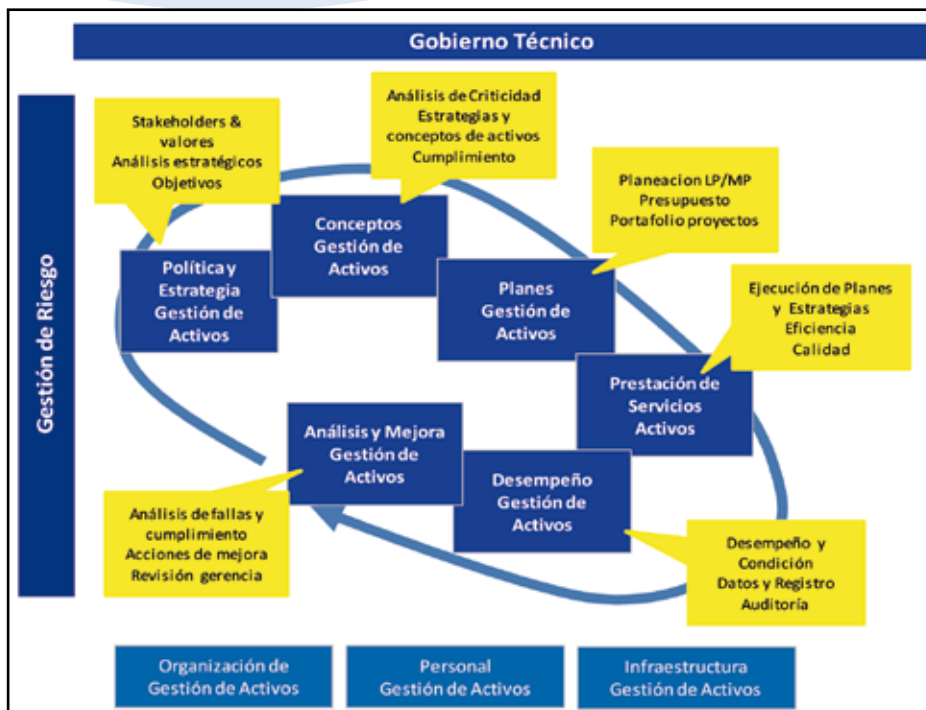 Gobierno Técnico
Gestión de Riesgo
Stakeholders &
valores
Análisis estratégicos
Objetivos
Análisis de Criticidad
Estrategias y
conceptos de activos
Cumplimiento
Planeacion LP/MP
Presupuesto
Portafolio proyectos
Ejecución de Planes
y Estrategias
Eficiencia
Calidad
Política y
Estrategia
Gestión de
Activos
Conceptos
Gestión de
Activos
Planes
Gestión de
Activos
Prestación de
Servicios
Activos
Análisis y Mejora
Gestión de
Activos
Desempeño
Gestión de
Activos
Análisis de fallas y
cumplimiento
Acciones de mejora
Revisión gerencia
Desempeño y
Condición
Datos y Registro
Auditoría
Organización de
Gestión de Activos
Personal
Gestión de Activos
Infraestructura
Gestión de Activos